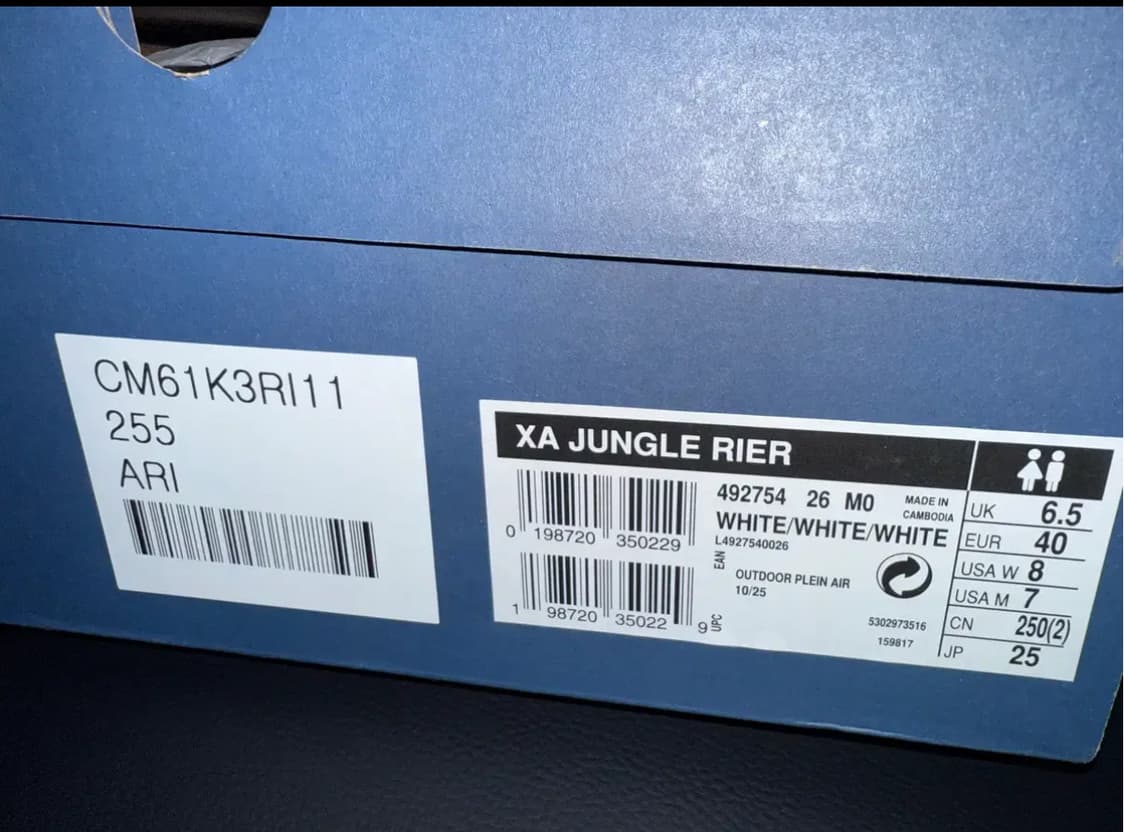 CM61K3RI11
255
ARI
XA JUNGLE RIER
492754 26 M0
MADE IN
CAMBODIA
WHITE/WHITE/WHITE
L4927540026
0 198720 350229
EAN
OUTDOOR PLEIN AIR
10/25
1 98720 35022 9
UPC
5302973516
159817
UK 6.5
EUR 40
USA W 8
USA M 7
CN 250(2)
JP 25